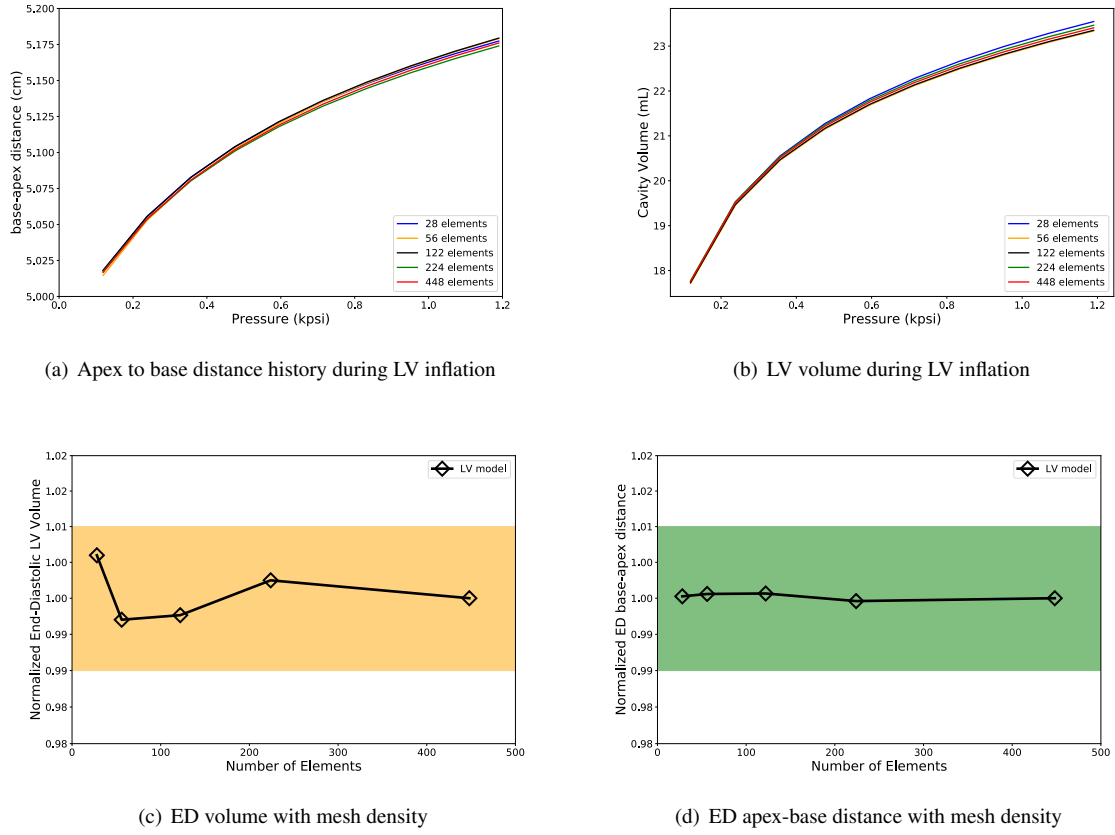 5.200
5.175
5.150
5.125
5.100
5.075
5.050
5.025
5.000
base-apex distance (cm)
0.0 0.2 0.4 0.6 0.8 1.0 1.2
Pressure (kpsi)
28 elements
56 elements
122 elements
224 elements
448 elements
(a) Apex to base distance history during LV inflation
23
22
21
20
19
18
Cavity Volume (mL)
0.2 0.4 0.6 0.8 1.0 1.2
Pressure (kpsi)
28 elements
56 elements
122 elements
224 elements
448 elements
(b) LV volume during LV inflation
1.02
1.02
1.01
1.00
1.00
0.99
0.99
0.98
0.98
Normalized End-Diastolic LV Volume
LV model
0 100 200 300 400 500
Number of Elements
(c) ED volume with mesh density
1.02
1.02
1.01
1.00
1.00
0.99
0.99
0.98
0.98
Normalized ED base-apex distance
LV model
0 100 200 300 400 500
Number of Elements
(d) ED apex-base distance with mesh density